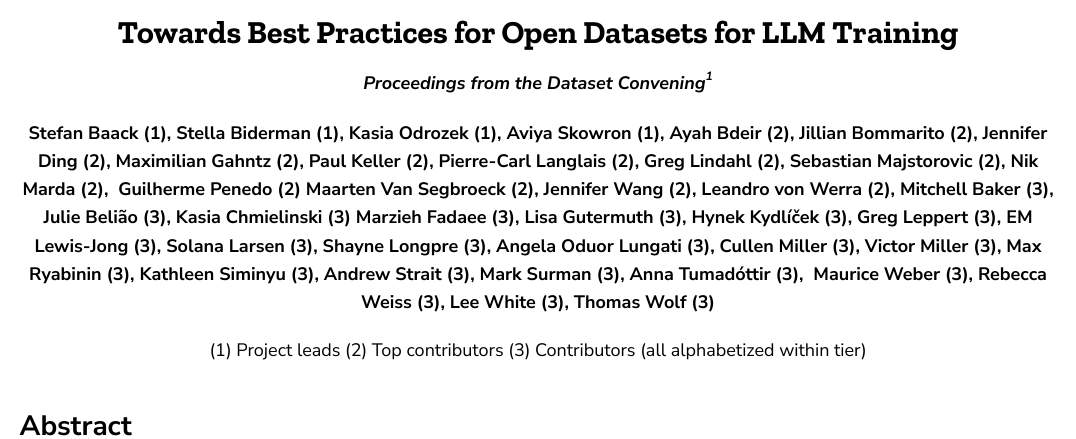 Towards Best Practices for Open Datasets for LLM Training
Proceedings from the Dataset Convening1
Stefan Baack (1), Stella Biderman (1), Kasia Odrozek (1), Aviya Skowron (1), Ayah Bdeir (2), Jillian Bommarito (2), Jennifer
Ding (2), Maximilian Gahntz (2), Paul Keller (2), Pierre-Carl Langlais (2), Greg Lindahl (2), Sebastian Majstorovic (2), Nik
Marda (2),  Guilherme Penedo (2) Maarten Van Segbroeck (2), Jennifer Wang (2), Leandro von Werra (2), Mitchell Baker (3),
Julie Belião (3), Kasia Chmielinski (3) Marzieh Fadaee (3), Lisa Gutermuth (3), Hynek Kydlíček (3), Greg Leppert (3), EM
Lewis-Jong (3), Solana Larsen (3), Shayne Longpre (3), Angela Oduor Lungati (3), Cullen Miller (3), Victor Miller (3), Max
Ryabinin (3), Kathleen Siminyu (3), Andrew Strait (3), Mark Surman (3), Anna Tumadóttir (3),  Maurice Weber (3), Rebecca
Weiss (3), Lee White (3), Thomas Wolf (3)
(1) Project leads (2) Top contributors (3) Contributors (all alphabetized within tier)
Abstract